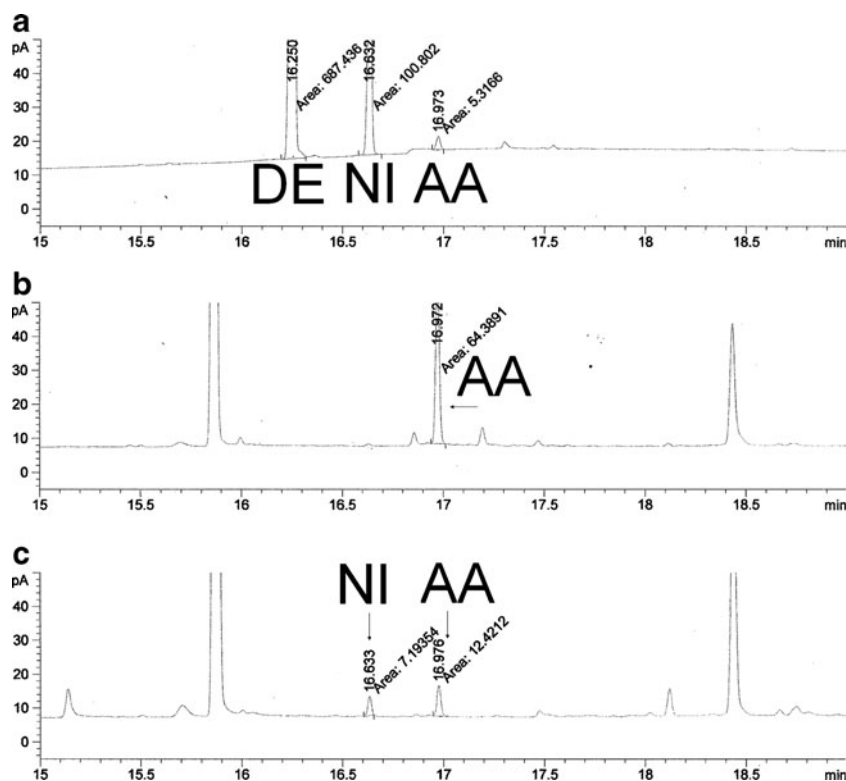 a
pA
50
40
30
20
10
0
16.250
Area: 687.436
16.632
Area: 100.802
16.973
Area: 5.3166
DE NI AA
15 15.5 16 16.5 17 17.5 18 18.5 min
b
pA
40
30
20
10
0
16.972
Area: 64.3891
AA
15 15.5 16 16.5 17 17.5 18 18.5 min
c
pA
40
30
20
10
0
NI AA
16.633
Area: 7.19354
16.976
Area: 12.4212
15 15.5 16 16.5 17 17.5 18 18.5 min